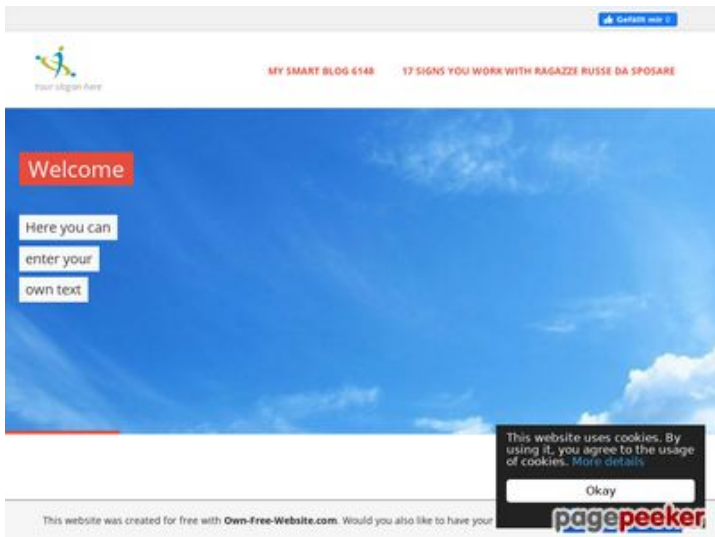 Gefällt mir 0
Your slogan here
MY SMART BLOG 6148 17 SIGNS YOU WORK WITH RAGAZZE RUSSE DA SPOSARE
Welcome
Here you can
enter your
own text
This website uses cookies. By
using it, you agree to the usage
of cookies. More details
Okay
This website was created for free with Own-Free-Website.com. Would you also like to have your
pagepeeker